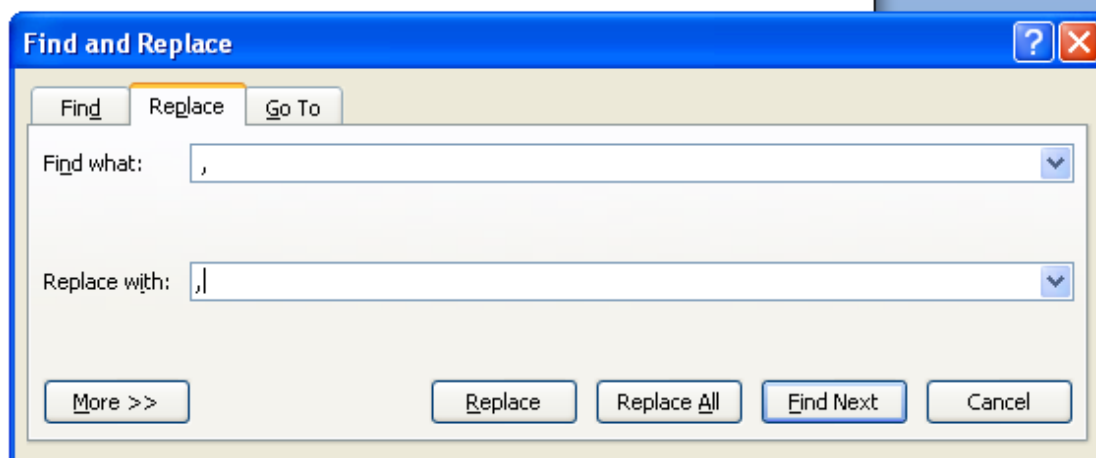 Find and Replace
Find Replace Go To
Find what: ,
Replace with: ,
More >> Replace Replace All Find Next Cancel